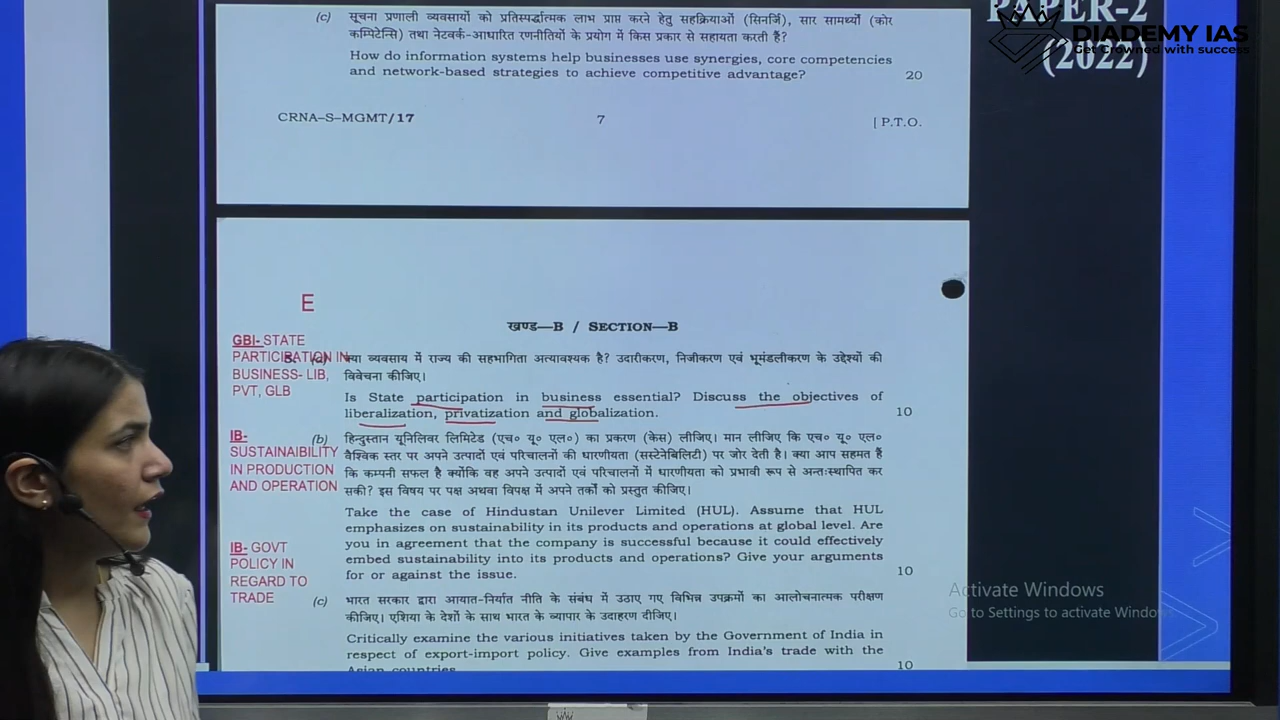 (c) सूचना प्रणाली व्यवसायों को प्रतिस्पर्द्धात्मक लाभ प्राप्त करने हेतु सहक्रियाओं (सिनर्जि), सार सामर्थ्यों (कोर
कम्पिटेन्सि) तथा नेटवर्क-आधारित रणनीतियों के प्रयोग में किस प्रकार से सहायता करती हैं?
How do information systems help businesses use synergies, core competencies
and network-based strategies to achieve competitive advantage? 20
CRNA–S–MGMT/17 7 [ P.T.O.
PAPER-2
(2022)
DIADEMY IAS
Get Crowned with success
E
खण्ड—B / SECTION—B
GBI- STATE
PARTICIPATION IN
BUSINESS- LIB,
PVT, GLB
(a) क्या व्यवसाय में राज्य की सहभागिता अत्यावश्यक है? उदारीकरण, निजीकरण एवं भूमंडलीकरण के उद्देश्यों की
विवेचना कीजिए।
Is State participation in business essential? Discuss the objectives of
liberalization, privatization and globalization. 10
IB-
SUSTAINAIBILITY
IN PRODUCTION
AND OPERATION
(b) हिन्दुस्तान यूनिलिवर लिमिटेड (एच० यू० एल०) का प्रकरण (केस) लीजिए। मान लीजिए कि एच० यू० एल०
वैश्विक स्तर पर अपने उत्पादों एवं परिचालनों की धारणीयता (सस्टेनेबिलिटी) पर जोर देती है। क्या आप सहमत हैं
कि कम्पनी सफल है क्योंकि वह अपने उत्पादों एवं परिचालनों में धारणीयता को प्रभावी रूप से अन्तःस्थापित कर
सकी? इस विषय पर पक्ष अथवा विपक्ष में अपने तर्कों को प्रस्तुत कीजिए।
Take the case of Hindustan Unilever Limited (HUL). Assume that HUL
emphasizes on sustainability in its products and operations at global level. Are
you in agreement that the company is successful because it could effectively
embed sustainability into its products and operations? Give your arguments
for or against the issue. 10
IB- GOVT
POLICY IN
REGARD TO
TRADE
(c) भारत सरकार द्वारा आयात-निर्यात नीति के संबंध में उठाए गए विभिन्न उपक्रमों का आलोचनात्मक परीक्षण
कीजिए। एशिया के देशों के साथ भारत के व्यापार के उदाहरण दीजिए।
Critically examine the various initiatives taken by the Government of India in
respect of export-import policy. Give examples from India's trade with the
Asian countries. 10
Activate Windows
Go to Settings to activate Windows